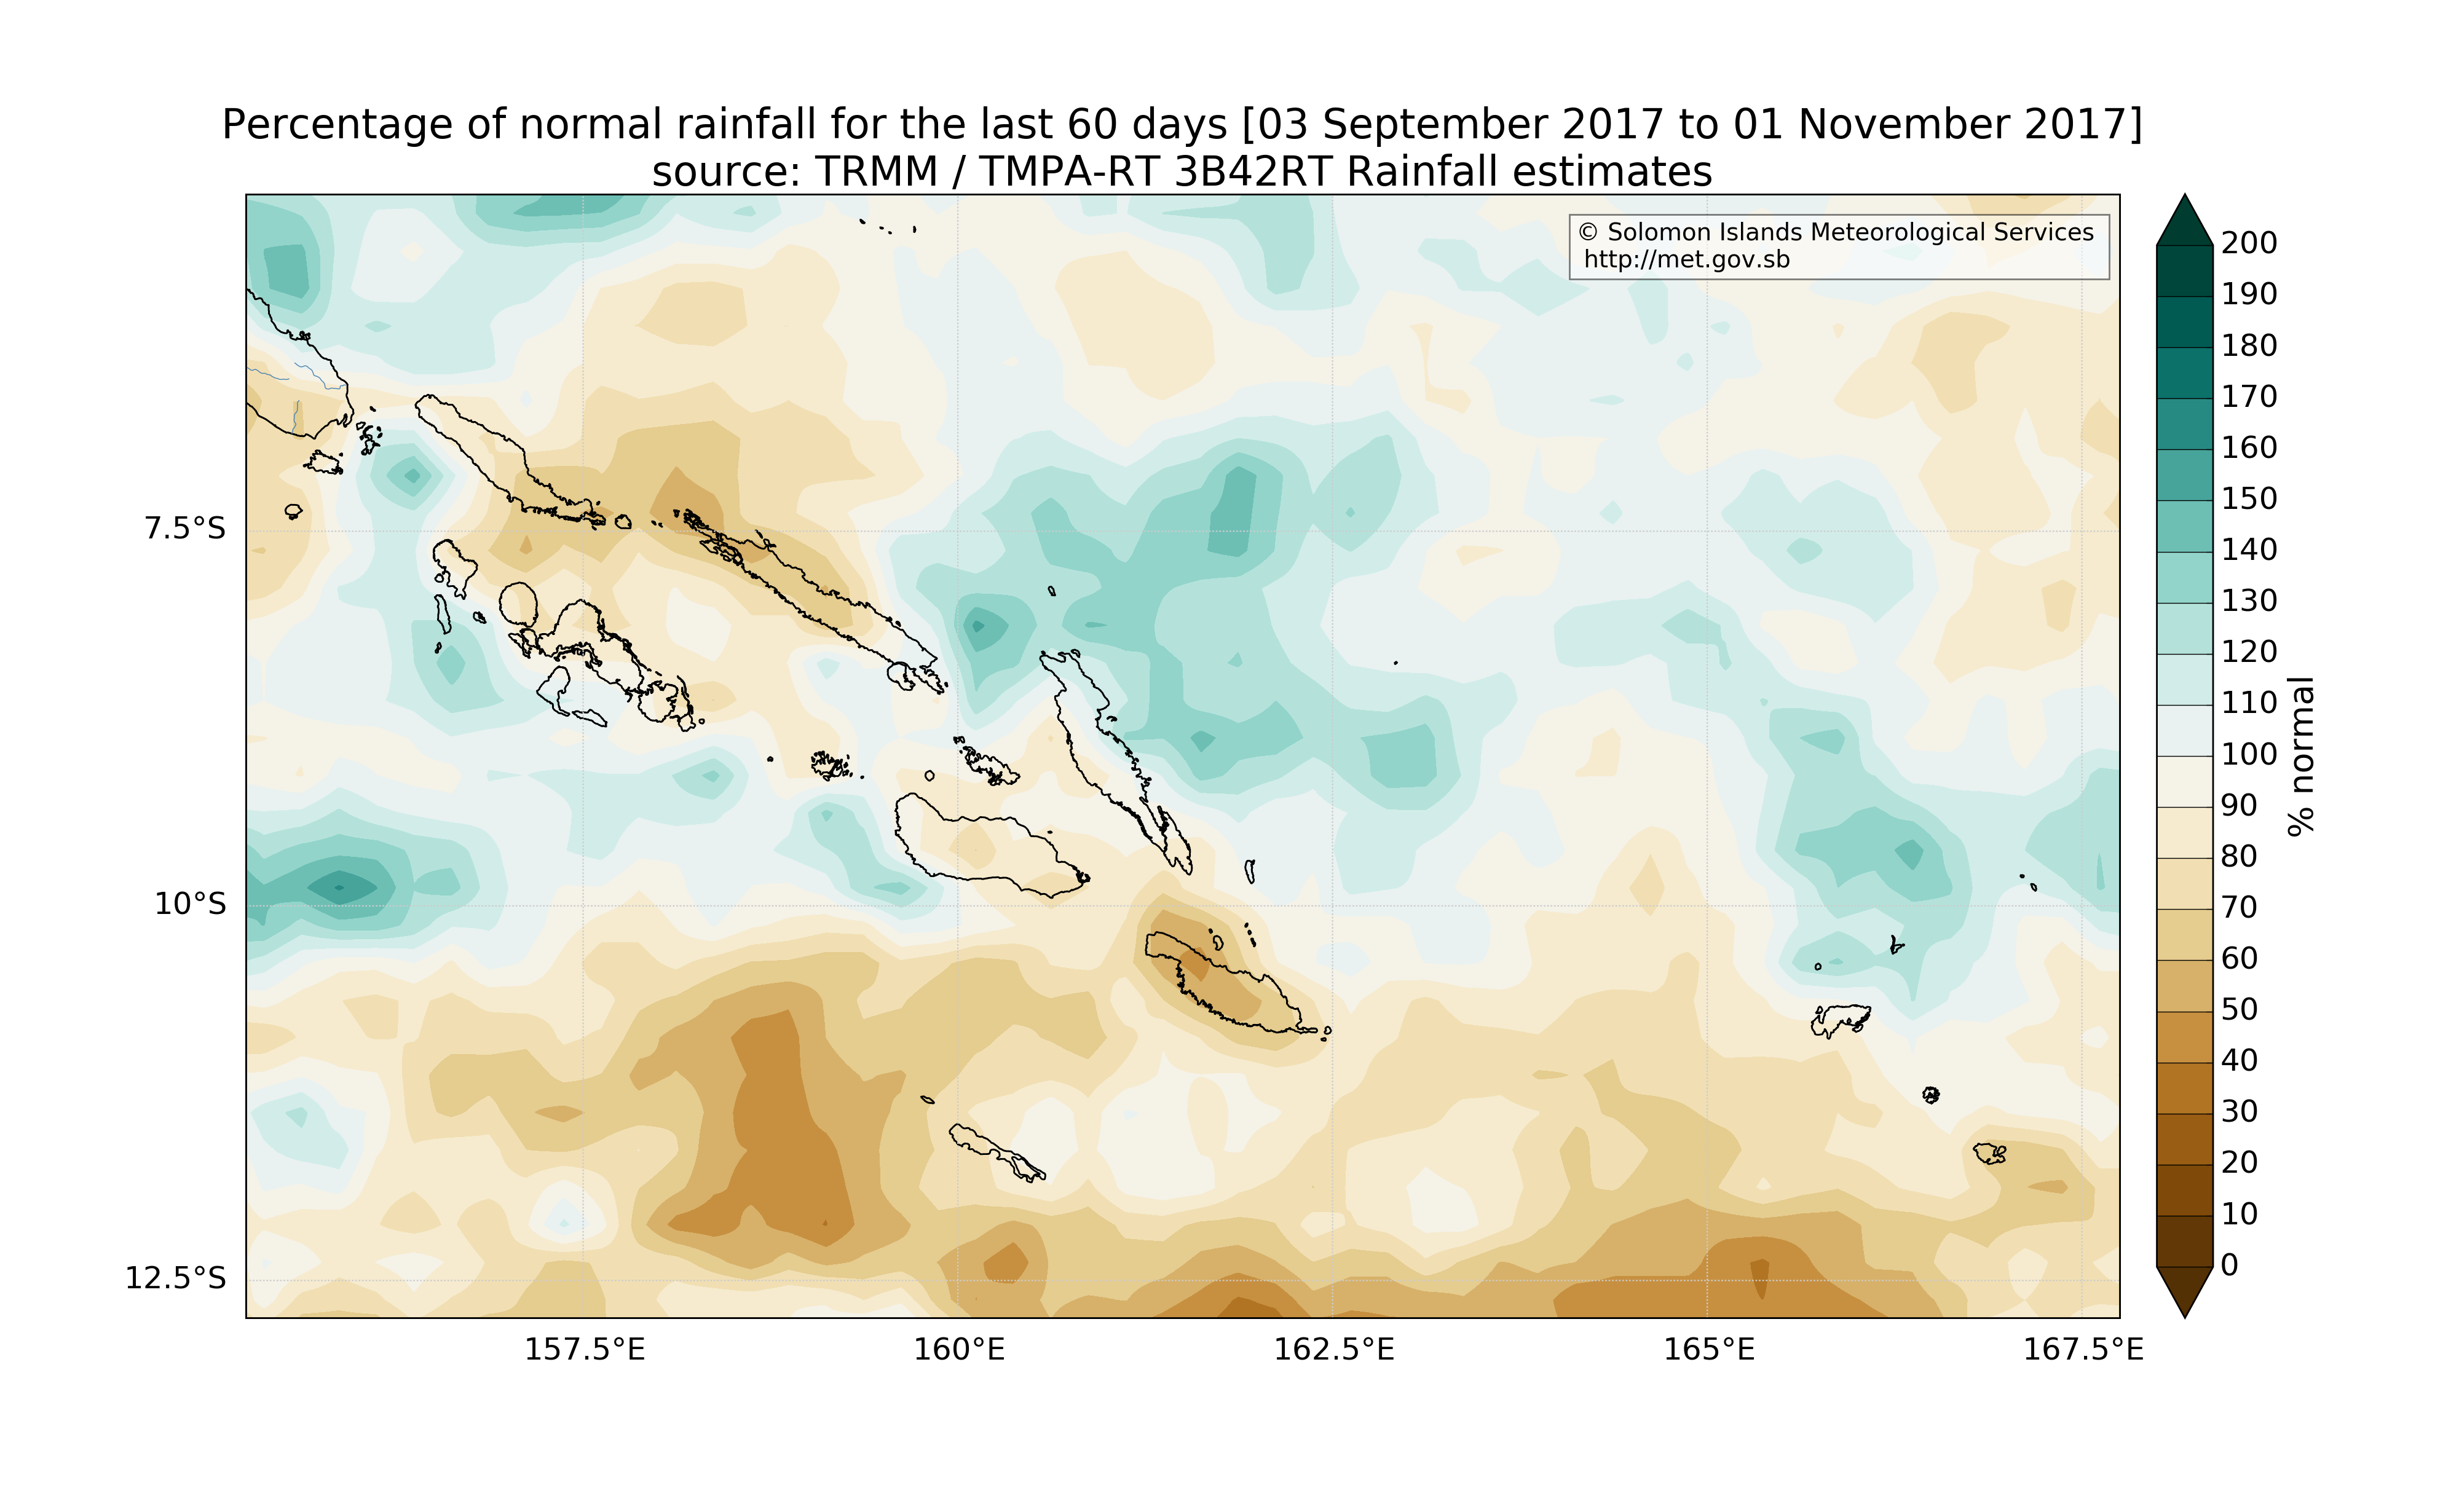 Percentage of normal rainfall for the last 60 days [03 September 2017 to 01 November 2017]
source: TRMM / TMPA-RT 3B42RT Rainfall estimates
© Solomon Islands Meteorological Services
http://met.gov.sb
200
190
180
170
160
150
140
130
120
110
100
90
80
70
60
50
40
30
20
10
0
% normal
7.5°S
10°S
12.5°S
157.5°E
160°E
162.5°E
165°E
167.5°E